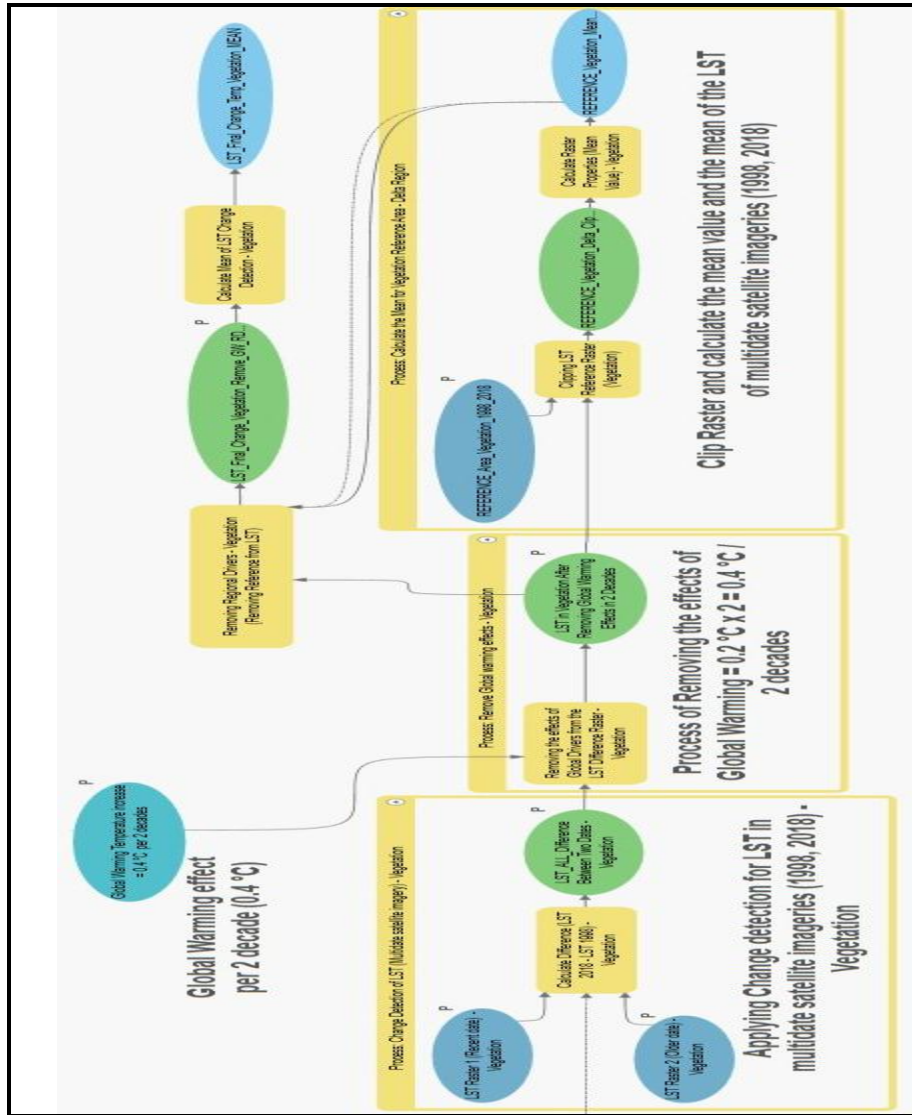 Global Warming Temperature increase
= 0.4 °C per 2 decades
P
Global Warming effect
per 2 decade (0.4 °C)
Process: Change Detection of LST (Multidate satellite imagery) - Vegetation
LST Raster 1 (Recent date) -
Vegetation
P
LST Raster 2 (Older date) -
Vegetation
P
Calculate Difference (LST
2018 - LST 1998) -
Vegetation
LST_ALL_Difference
Between Two Dates -
Vegetation
P
Applying Change detection for LST in
multidate satellite imageries (1998, 2018) -
Vegetation
Process: Remove Global warming effects - Vegetation
Removing the effects of
Global Drivers from the
LST Difference Raster -
Vegetation
LST in Vegetation After
Removing Global Warming
Effects in 2 Decades
P
Process of Removing the effects of
Global Warming = 0.2 °C x 2 = 0.4 °C /
2 decades
Removing Regional Drivers - Vegetation
(Removing Reference from LST)
LST_Final_Change_Vegetation_Remove_GW_RD...
P
Calculate Mean of LST Change
Detection - Vegetation
LST_Final_Change_Temp_Vegetation_MEAN
Process: Calculate the Mean for Vegetation Reference Area - Delta Region
REFERENCE_Area_Vegetation_1998_2018
P
Clipping LST
Reference Raster
(Vegetation)
REFERENCE_Vegetation_Delta_Clip...
Calculate Raster
Properties (Mean
Value) - Vegetation
REFERENCE_Vegetation_Mean...
Clip Raster and calculate the mean value and the mean of the LST
of multidate satellite imageries (1998, 2018)